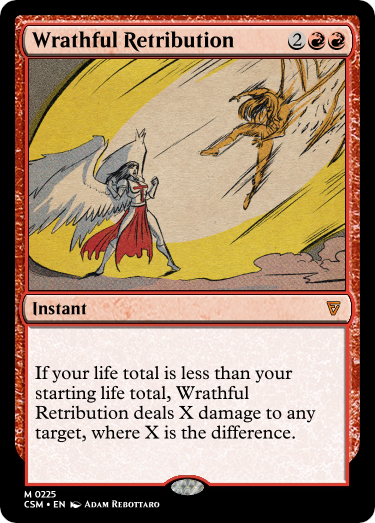 Wrathful Retribution 2
Instant
If your life total is less than your
starting life total, Wrathful
Retribution deals X damage to any
target, where X is the difference.
M 0225
CSM • EN Adam Rebottaro